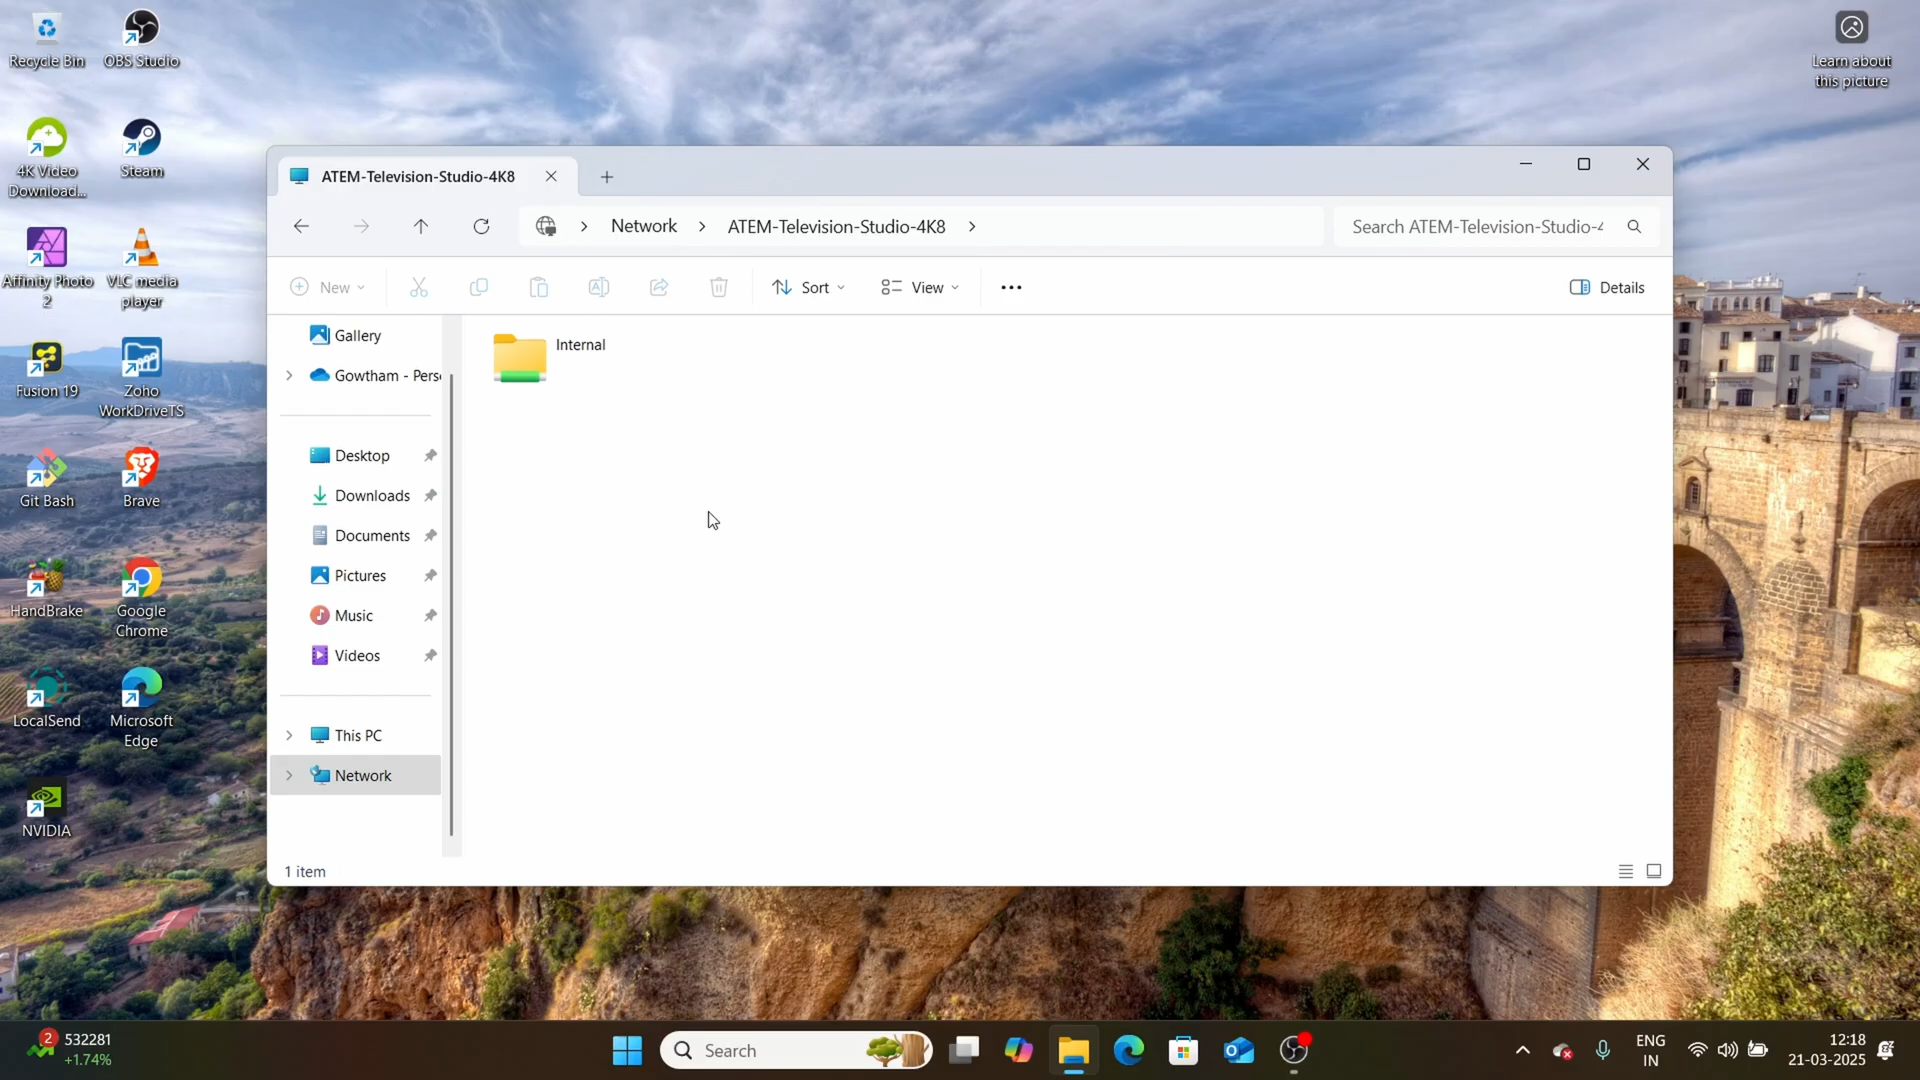 Recycle Bin
OBS Studio
Learn about
this picture
4K Video
Download...
Steam
Affinity Photo
2
VLC media
player
Fusion 19
Zoho
WorkDriveTS
Git Bash
Brave
HandBrake
Google
Chrome
LocalSend
Microsoft
Edge
NVIDIA
ATEM-Television-Studio-4K8
Network
ATEM-Television-Studio-4K8
Search ATEM-Television-Studio-4
New
Sort
View
Details
Gallery
Gowtham - Pers
Desktop
Downloads
Documents
Pictures
Music
Videos
This PC
Network
Internal
1 item
2
532281
+1.74%
Search
ENG
IN
12:18
21-03-2025